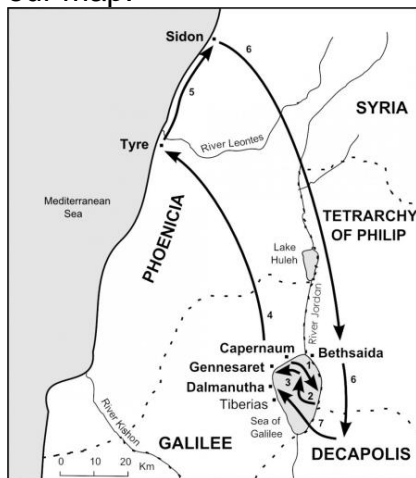 our map:
Sidon
6
5
SYRIA
Tyre
River Leontes
Mediterranean
Sea
PHOENICIA
TETRARCHY
OF PHILIP
Lake
Huleh
River Jordan
4
Capernaum
Bethsaida
Gennesaret
1
3
6
Dalmanutha
2
Tiberias
7
Sea of
Galilee
River Kishon
GALILEE
DECAPOLIS
0 10 20
Km